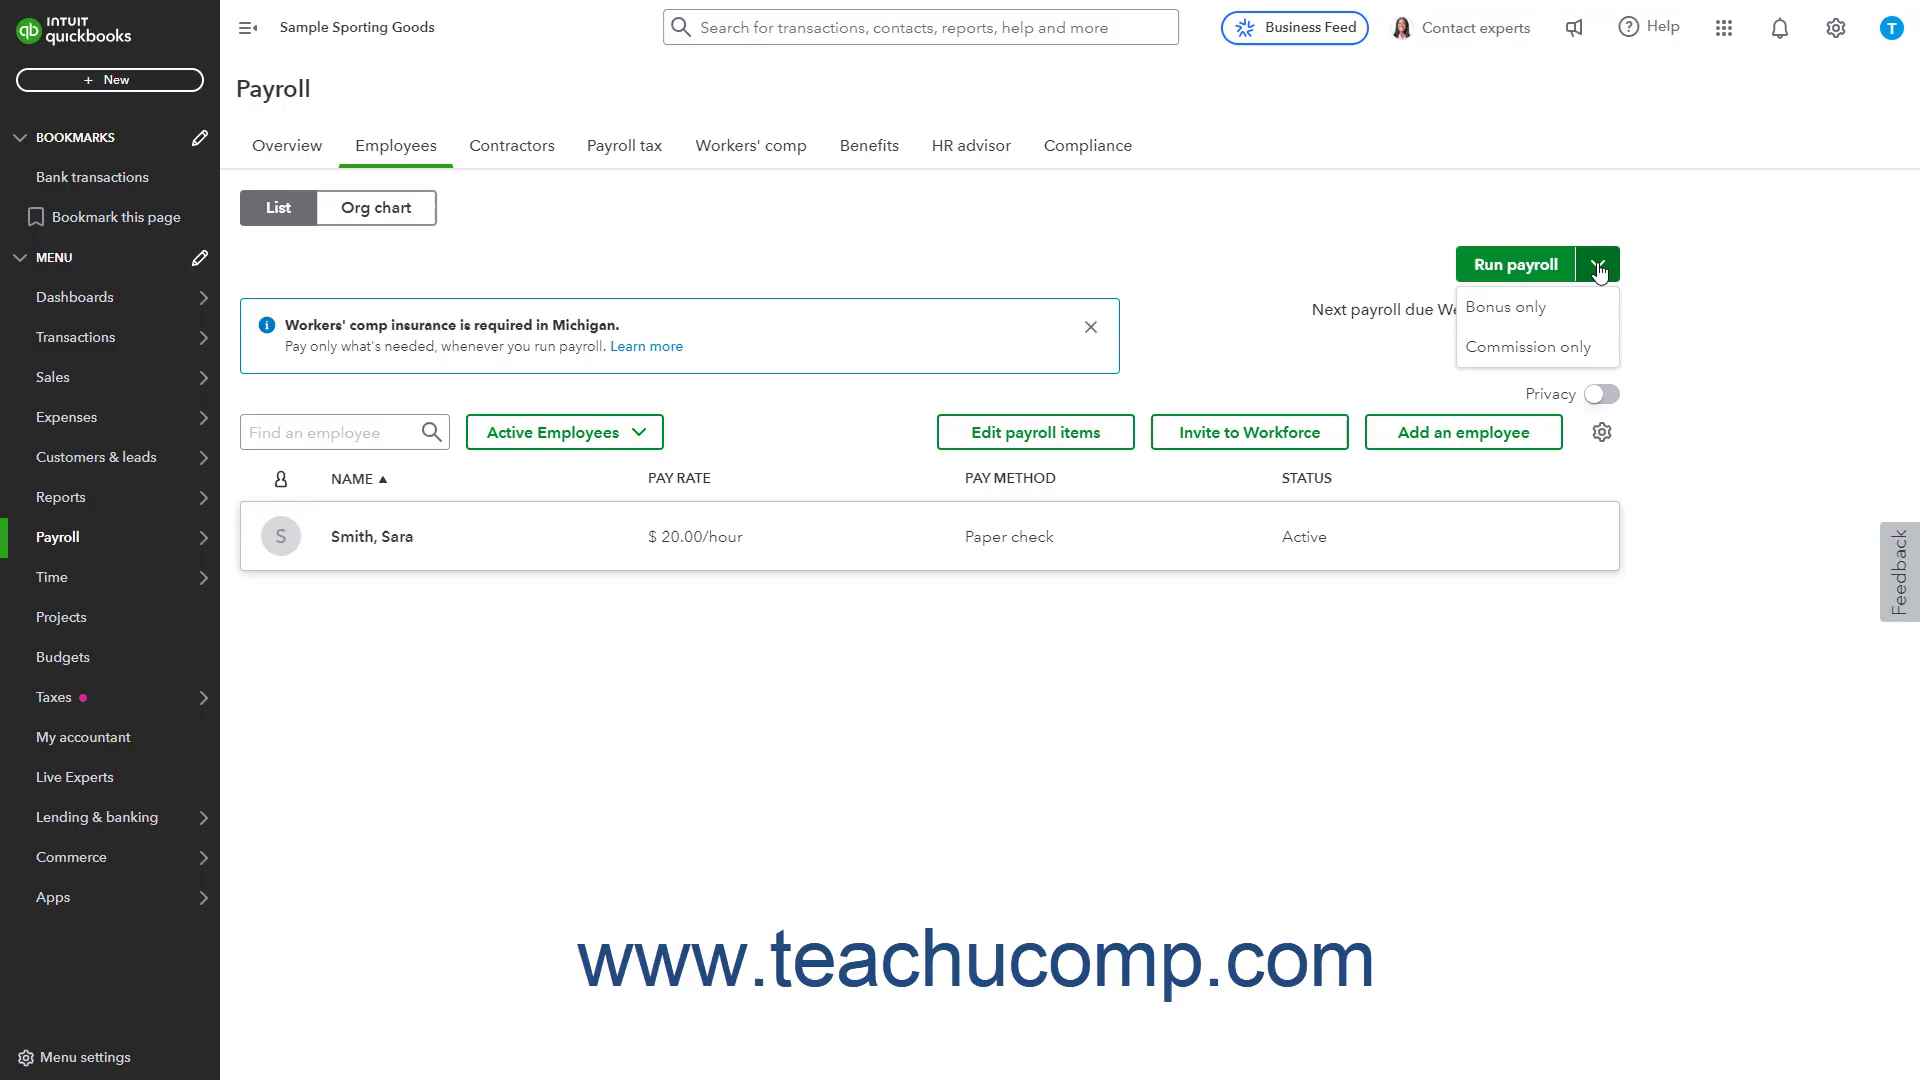 INTUIT
quickbooks
Sample Sporting Goods
Search for transactions, contacts, reports, help and more
Business Feed
Contact experts
Help
T
+ New
Payroll
BOOKMARKS
Bank transactions
Bookmark this page
MENU
Dashboards
Transactions
Sales
Expenses
Customers & leads
Reports
Payroll
Time
Projects
Budgets
Taxes
My accountant
Live Experts
Lending & banking
Commerce
Apps
Menu settings
Overview Employees Contractors Payroll tax Workers' comp Benefits HR advisor Compliance
List Org chart
Run payroll
Bonus only
Commission only
Next payroll due
Workers' comp insurance is required in Michigan.
Pay only what's needed, whenever you run payroll. Learn more
Privacy
Find an employee Active Employees Edit payroll items Invite to Workforce Add an employee
NAME PAY RATE PAY METHOD STATUS
S Smith, Sara $ 20.00/hour Paper check Active
Feedback
www.teachucomp.com